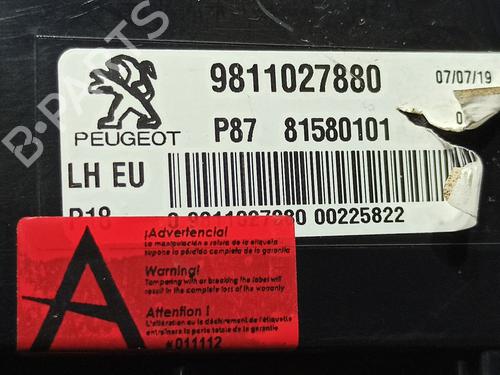 B-PARTS
9811027880
07/07/19
PEUGEOT
P87 81580101
0
LH EU
P18
0 9811027880 00225822
¡Advertencia!
La manipulación o rotura de la etiqueta
supone la pérdida completa de la garantía
Warning!
Tampering with or breaking the label will
result in the complete loss of the warranty
Attention !
L'altération ou le déchirement de l'étiquette
entraînera la perte totale de la garantie
#011112
A